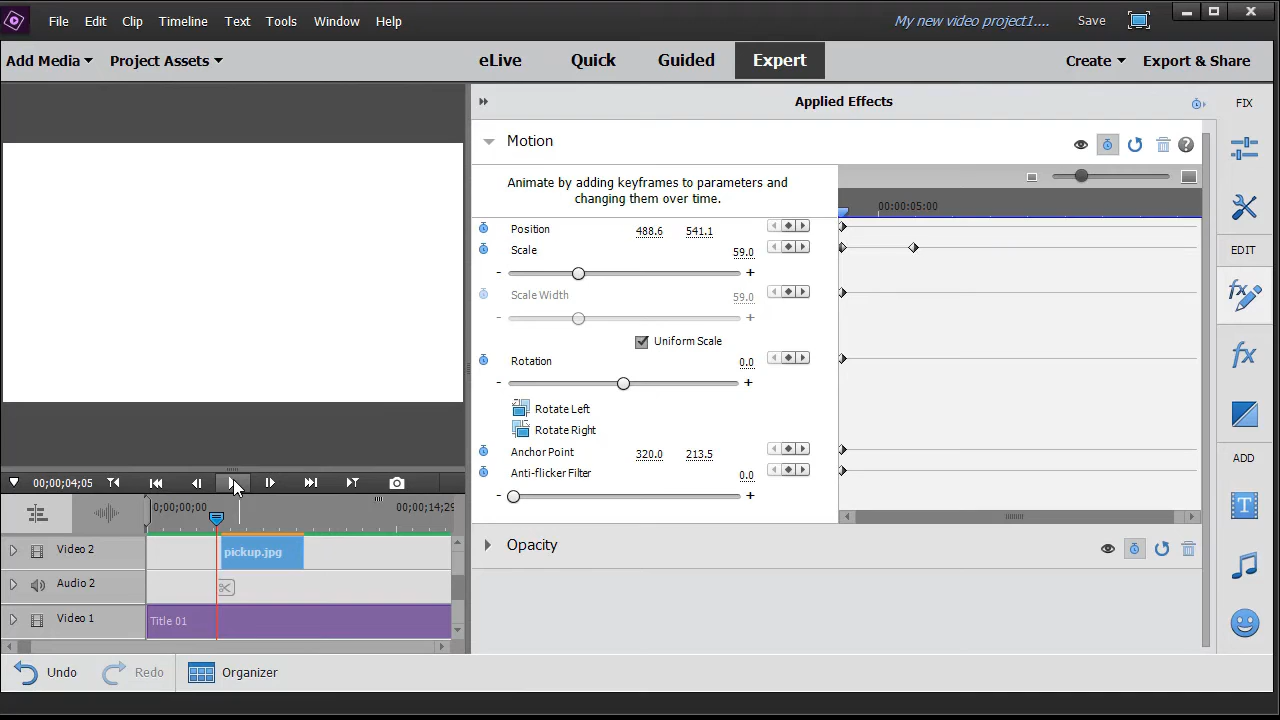 File Edit Clip Timeline Text Tools Window Help My new video project1.... Save
Add Media Project Assets eLive Quick Guided Expert Create Export & Share
Applied Effects FIX
Motion ?
Animate by adding keyframes to parameters and
changing them over time.
00:00:05:00
Position 488.6 541.1
Scale 59.0
- +
EDIT
Scale Width 59.0
- +
Uniform Scale
Rotation 0.0
- +
Rotate Left
Rotate Right
Anchor Point 320.0 213.5
ADD
Anti-flicker Filter 0.0
- +
00;00;04;05
0;00;00;00 00;00;14;29
Video 2 pickup.jpg
Opacity
Audio 2
Video 1 Title 01
Undo Redo Organizer